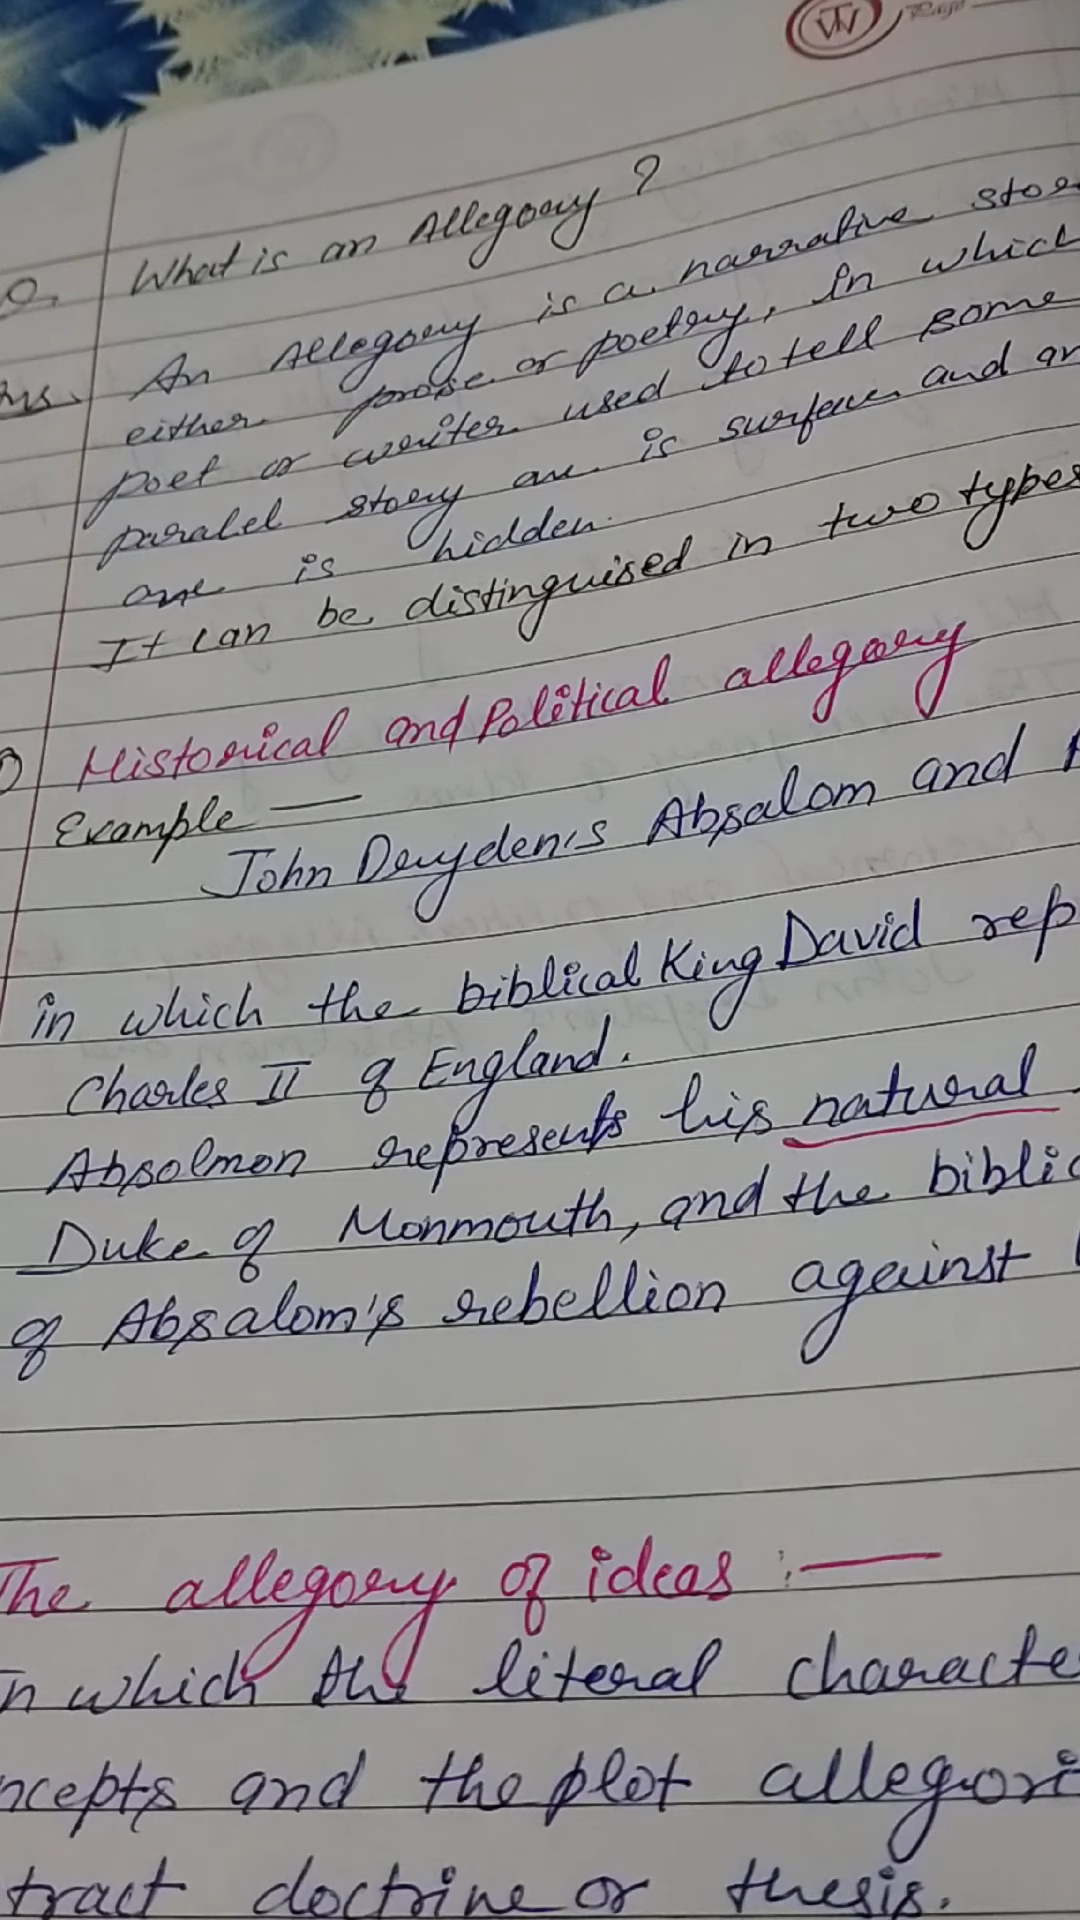 Page
Q. What is an Allegory ?
Ans. An Allegory is a narrative stor
either prose or poetry, in which
poet or writer used to tell some
paralel story are is surface and an
one is hidden.
It can be distinguised in two types
Historical and Political allegory
Example —
John Dryden's Absalom and
in which the biblical King David rep
Charles II of England.
Absolmon represents his natural
Duke of Monmouth, and the biblic
of Absalom's rebellion against
The allegory of ideas :—
In which the literal characte
ncepts and the plot allegori
tract doctrine or thesis.